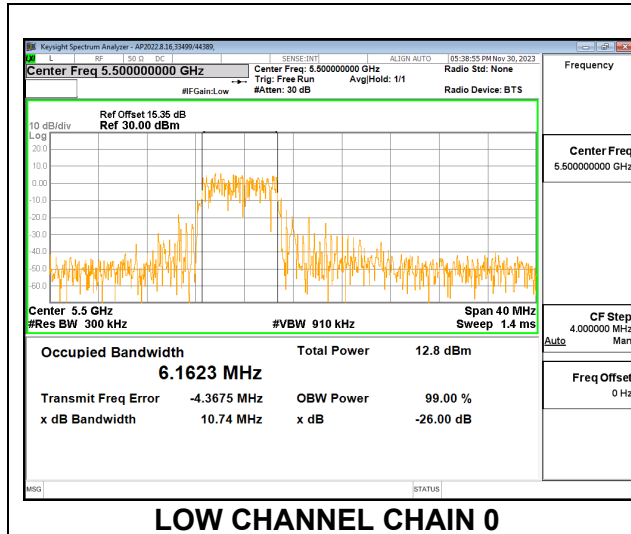 Keysight Spectrum Analyzer - AP2022.8.16,33499/44389,
L RF 50 Ω DC SENSE:INT ALIGN AUTO 05:38:55 PM Nov 30, 2023
Center Freq 5.500000000 GHz
Center Freq: 5.500000000 GHz
Radio Std: None
Trig: Free Run Avg|Hold: 1/1
#IFGain:Low #Atten: 30 dB Radio Device: BTS
Frequency
Ref Offset 15.35 dB
10 dB/div Ref 30.00 dBm
Log
20.0
10.0
0.00
-10.0
-20.0
-30.0
-40.0
-50.0
-60.0
Center Freq
5.500000000 GHz
Center 5.5 GHz Span 40 MHz
#Res BW 300 kHz #VBW 910 kHz Sweep 1.4 ms
CF Step
4.000000 MHz
Auto Man
Occupied Bandwidth Total Power 12.8 dBm
6.1623 MHz
Transmit Freq Error -4.3675 MHz OBW Power 99.00 %
x dB Bandwidth 10.74 MHz x dB -26.00 dB
Freq Offset
0 Hz
MSG STATUS
LOW CHANNEL CHAIN 0